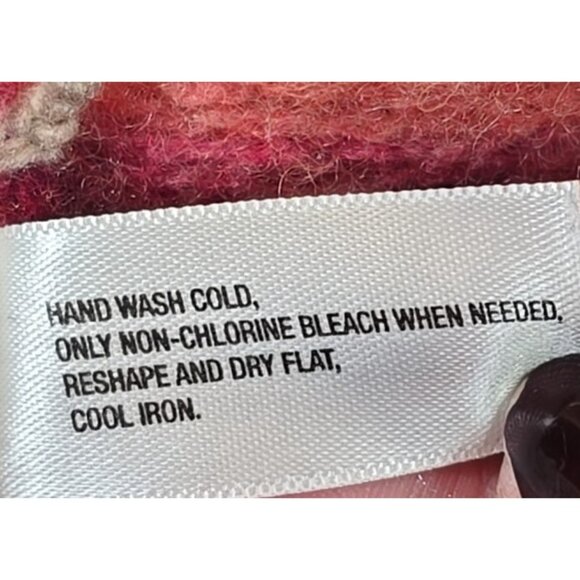 HAND WASH COLD,
ONLY NON-CHLORINE BLEACH WHEN NEEDED,
RESHAPE AND DRY FLAT,
COOL IRON.